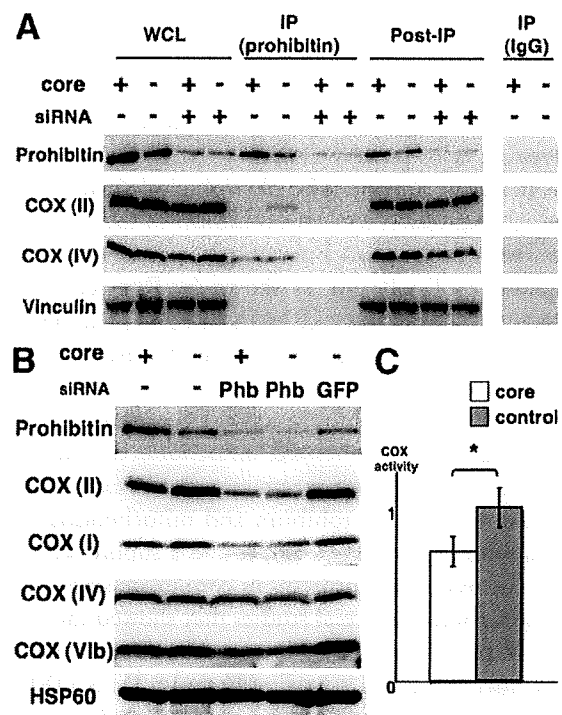 A
WCL IP (prohibitin) Post-IP IP (IgG)
core + - + - + - + - + - + - + -
siRNA - - + + - - + + - - + + - -
Prohibitin
COX (II)
COX (IV)
Vinculin
B
core + - + - -
siRNA - - Phb Phb GFP
Prohibitin
COX (II)
COX (I)
COX (IV)
COX (VIb)
HSP60
C
core
control
COX activity
*
1
0